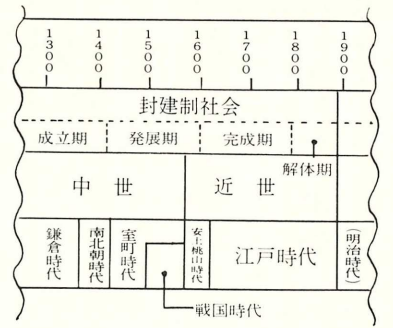 1300 1400 1500 1600 1700 1800 1900
封建制社会
成立期 発展期 完成期
解体期
中世 近世
鎌倉時代 南北朝時代 室町時代 安土桃山時代 江戸時代 (明治時代)
戦国時代